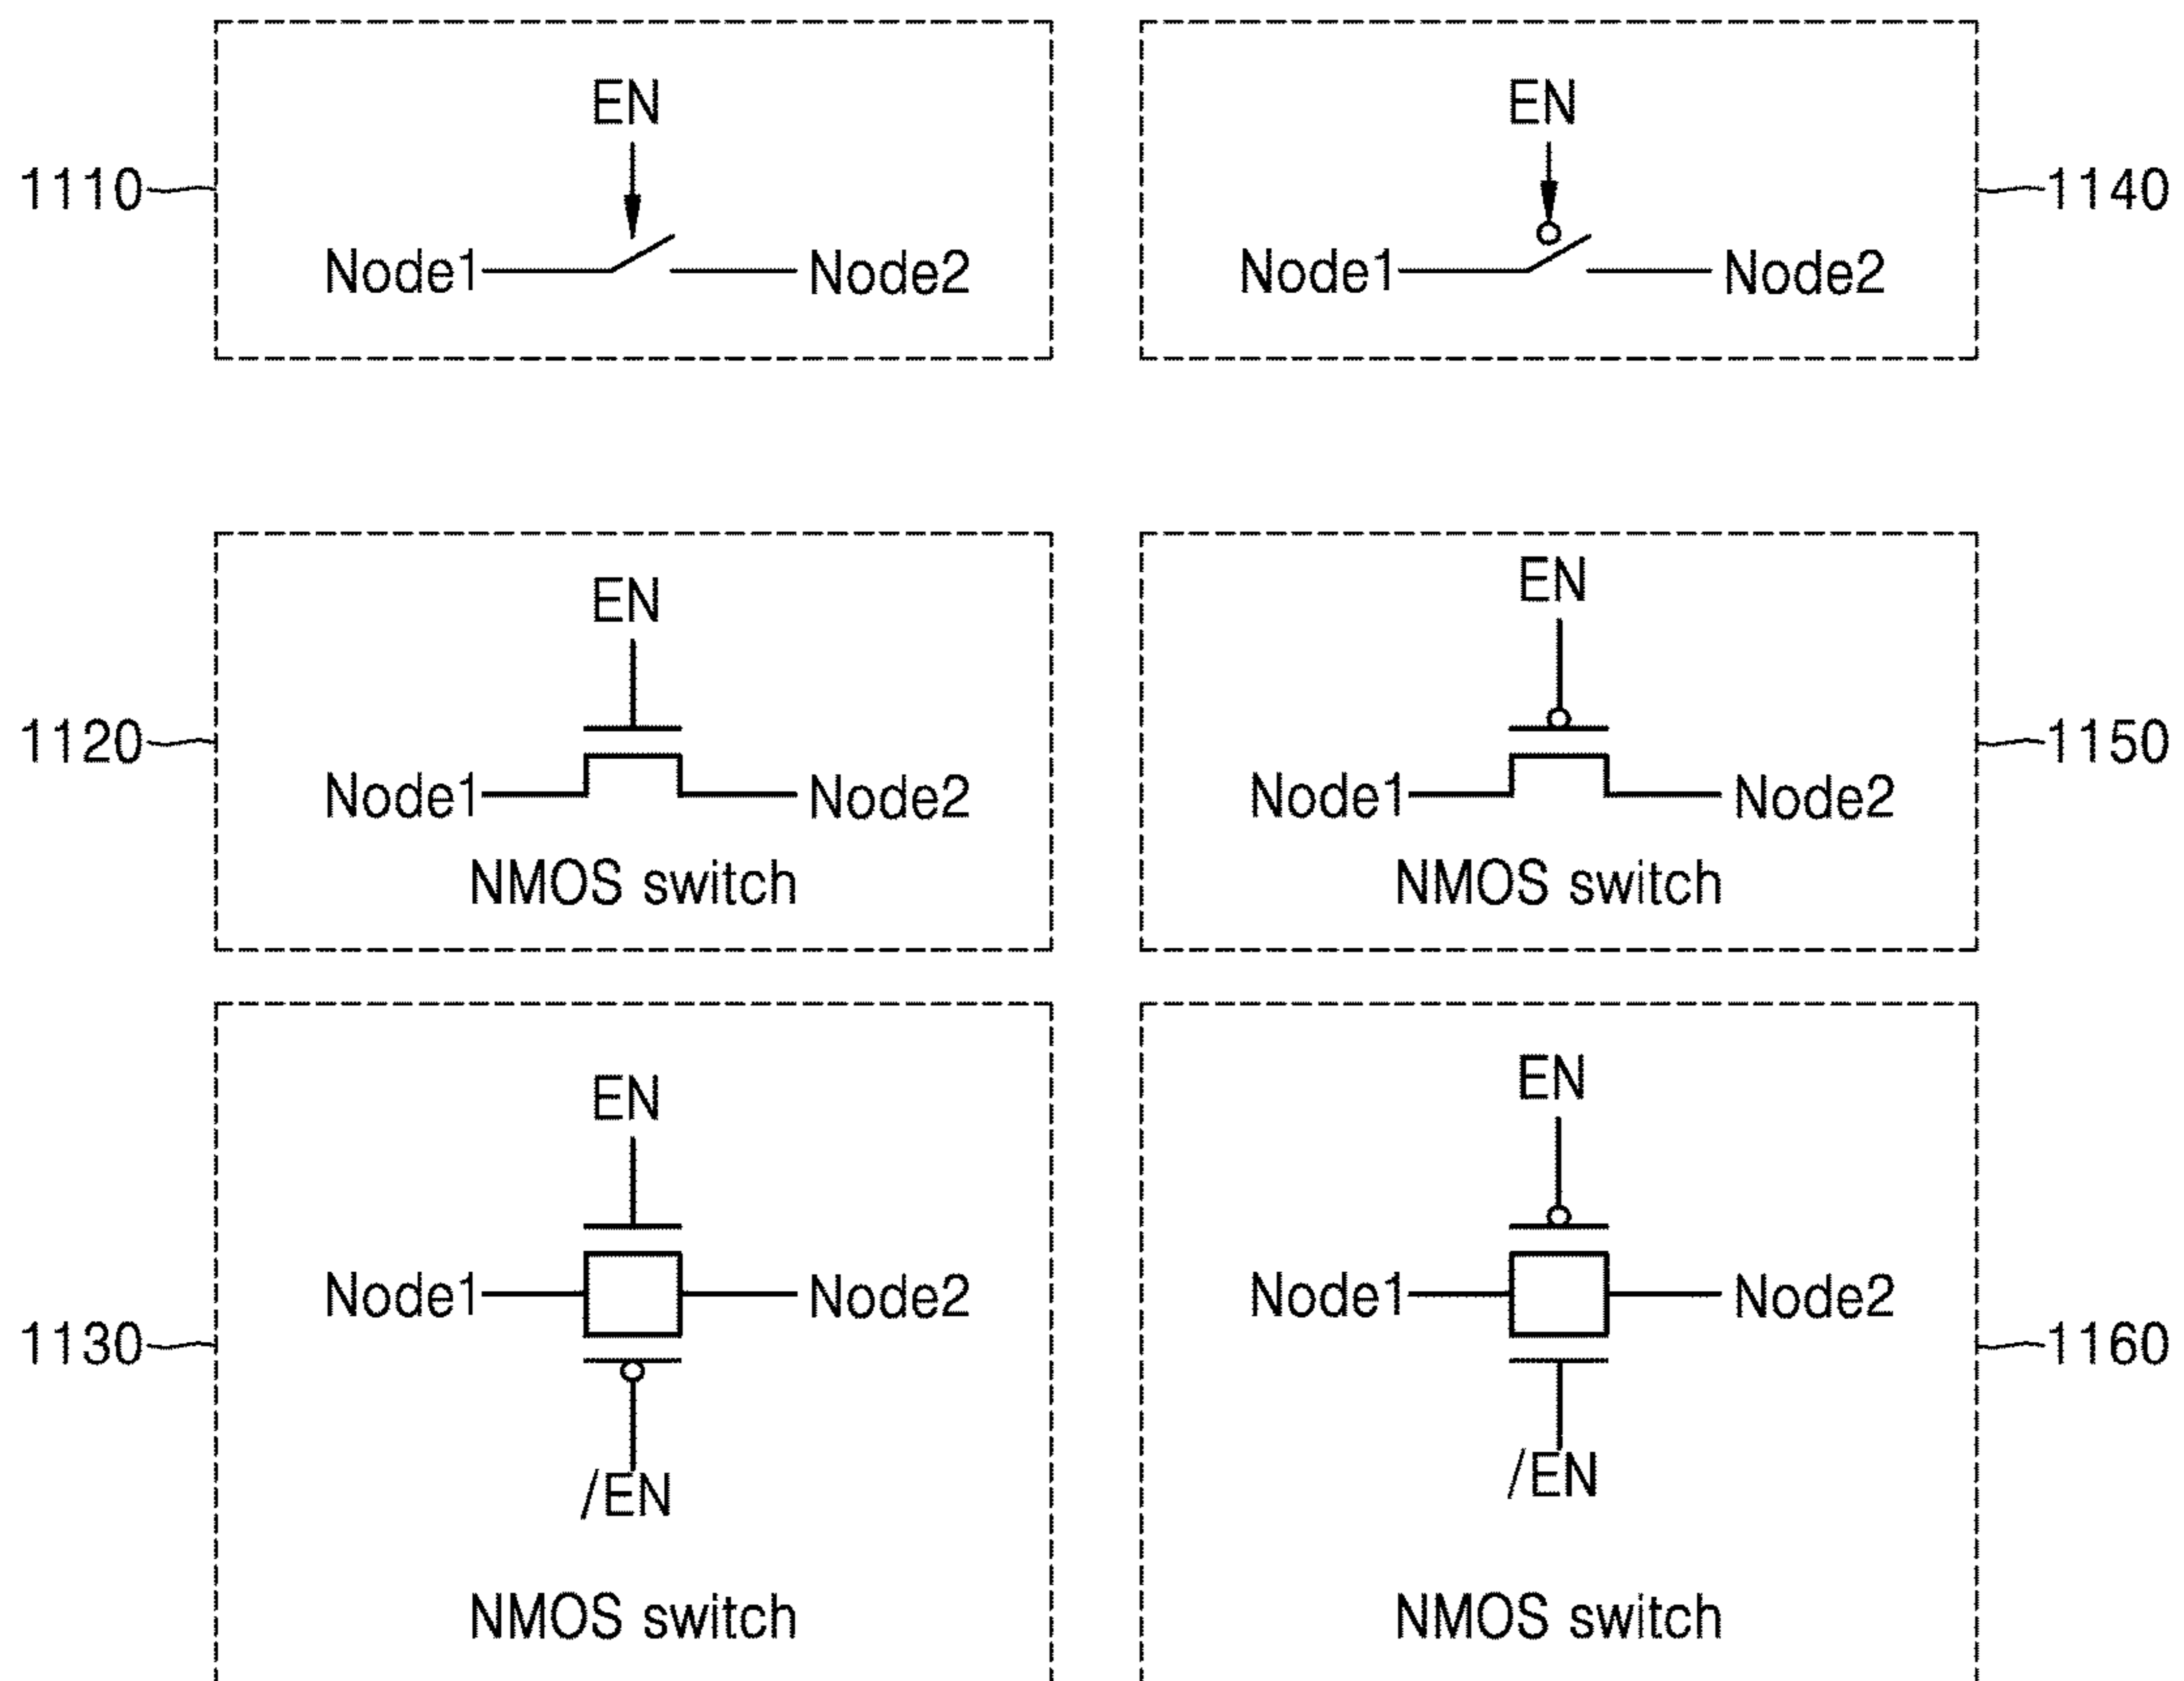 EN
1110
Node1
Node2
EN
1140
Node1
Node2
EN
1120
Node1
Node2
NMOS switch
EN
1150
Node1
Node2
NMOS switch
EN
Node1
Node2
1130
/EN
NMOS switch
EN
Node1
Node2
1160
/EN
NMOS switch